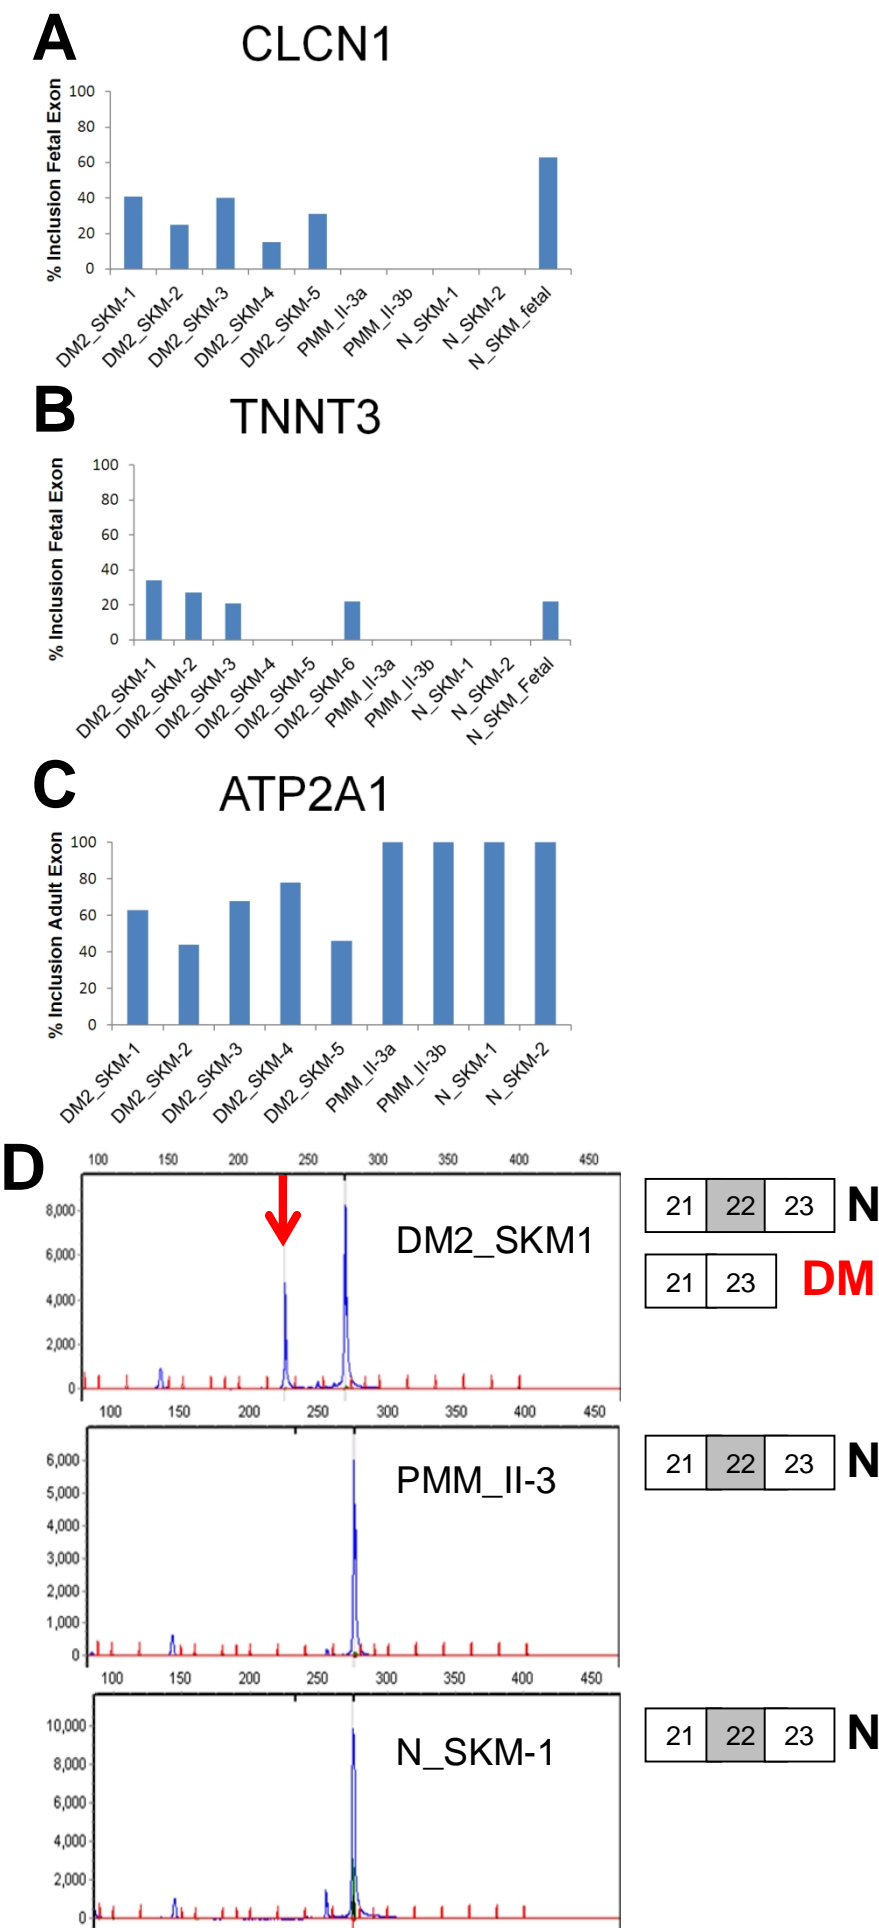 A
CLCN1
% Inclusion Fetal Exon
100
80
60
40
20
0
DM2_SKM-1
DM2_SKM-2
DM2_SKM-3
DM2_SKM-4
DM2_SKM-5
PMM_II-3a
PMM_II-3b
N_SKM-1
N_SKM-2
N_SKM_fetal
B
TNNT3
% Inclusion Fetal Exon
100
80
60
40
20
0
DM2_SKM-1
DM2_SKM-2
DM2_SKM-3
DM2_SKM-4
DM2_SKM-5
DM2_SKM-6
PMM_II-3a
PMM_II-3b
N_SKM-1
N_SKM-2
N_SKM_Fetal
C
ATP2A1
% Inclusion Adult Exon
100
80
60
40
20
0
DM2_SKM-1
DM2_SKM-2
DM2_SKM-3
DM2_SKM-4
DM2_SKM-5
PMM_II-3a
PMM_II-3b
N_SKM-1
N_SKM-2
D
100 150 200 250 300 350 400 450
8,000
6,000
4,000
2,000
0
DM2_SKM1
21 22 23 N
21 23 DM
100 150 200 250 300 350 400 450
6,000
5,000
4,000
3,000
2,000
1,000
0
PMM_II-3
21 22 23 N
100 150 200 250 300 350 400 450
10,000
8,000
6,000
4,000
2,000
0
N_SKM-1
21 22 23 N